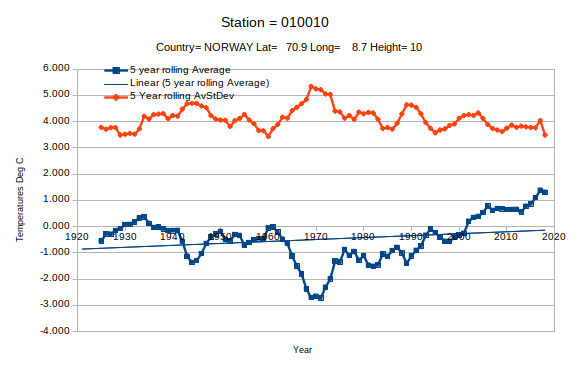 Station = 010010
Country= NORWAY Lat= 70.9 Long= 8.7 Height= 10
6.000
5 year rolling Average
Linear (5 year rolling Average)
5 Year rolling AvStDev
5.000
4.000
3.000
2.000
1.000
0.000
1920 1930 1940 1950 1960 1970 1980 1990 2000 2010 2020
-1.000
-2.000
-3.000
-4.000
Temperatures Deg C
Year